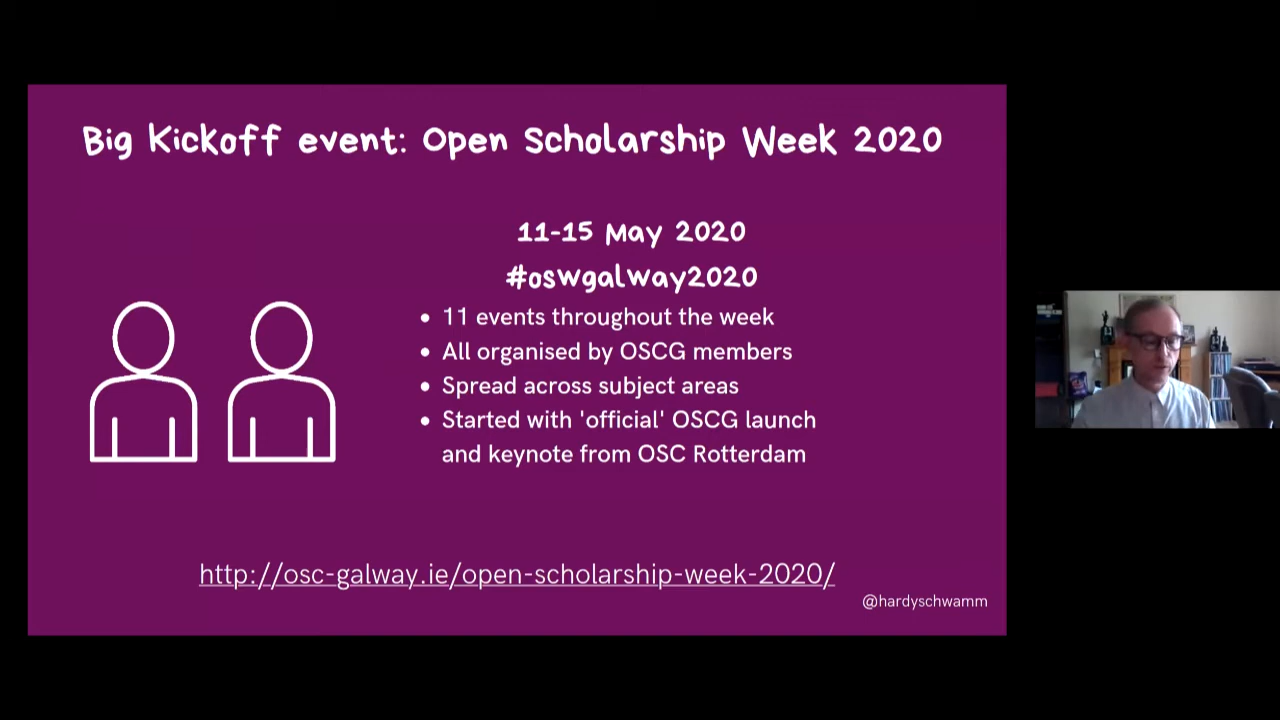 Big Kickoff event: Open Scholarship Week 2020
11-15 May 2020
#oswgalway2020
• 11 events throughout the week
• All organised by OSCG members
• Spread across subject areas
• Started with 'official' OSCG launch
and keynote from OSC Rotterdam
http://osc-galway.ie/open-scholarship-week-2020/
@hardyschwamm